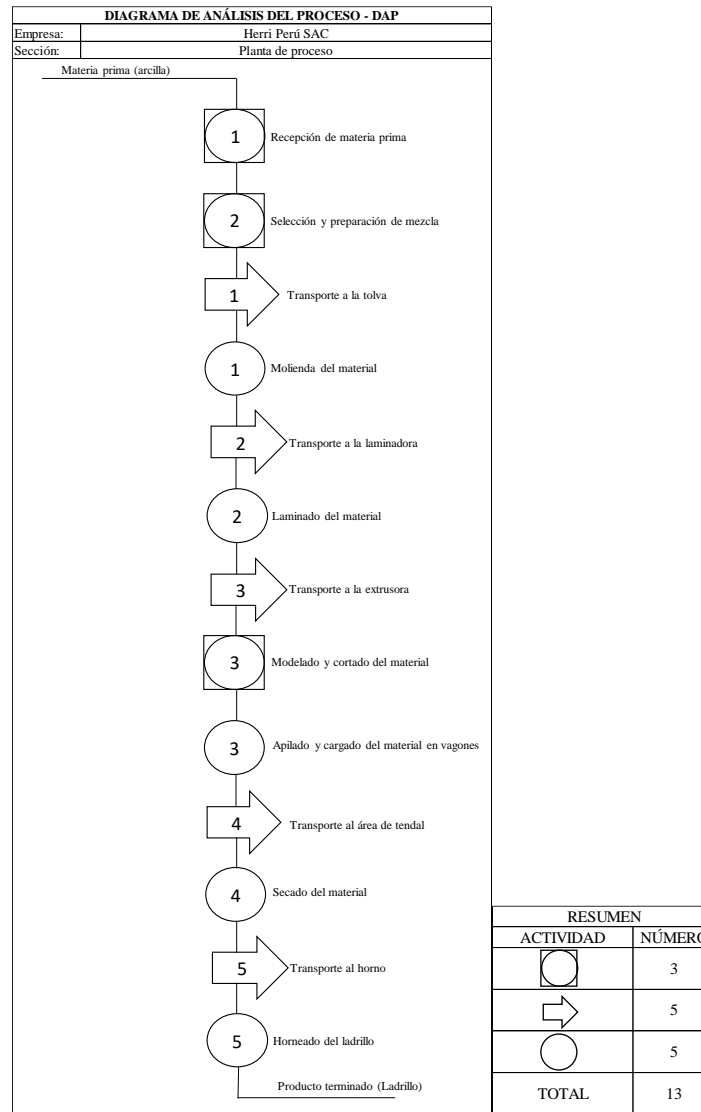 DIAGRAMA DE ANÁLISIS DEL PROCESO - DAP
Empresa: Herri Perú SAC
Sección: Planta de proceso
Materia prima (arcilla)
1 Recepción de materia prima
2 Selección y preparación de mezcla
1 Transporte a la tolva
1 Molienda del material
2 Transporte a la laminadora
2 Laminado del material
3 Transporte a la extrusora
3 Modelado y cortado del material
3 Apilado y cargado del material en vagones
4 Transporte al área de tendal
4 Secado del material
5 Transporte al horno
5 Horneado del ladrillo
Producto terminado (Ladrillo)
RESUMEN
ACTIVIDAD NÚMERO
3
5
5
TOTAL 13